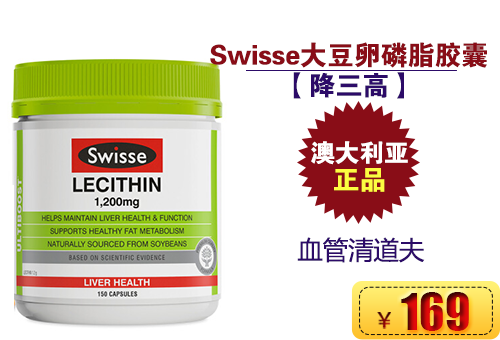 Swisse大豆卵磷脂胶囊
【降三高】
澳大利亚
正品
血管清道夫
¥169
Swisse
LECITHIN
1,200mg
HELPS MAINTAIN LIVER HEALTH & FUNCTION
SUPPORTS HEALTHY FAT METABOLISM
NATURALLY SOURCED FROM SOYBEANS
BASED ON SCIENTIFIC EVIDENCE
LIVER HEALTH
150 CAPSULES
ULTIBOOST